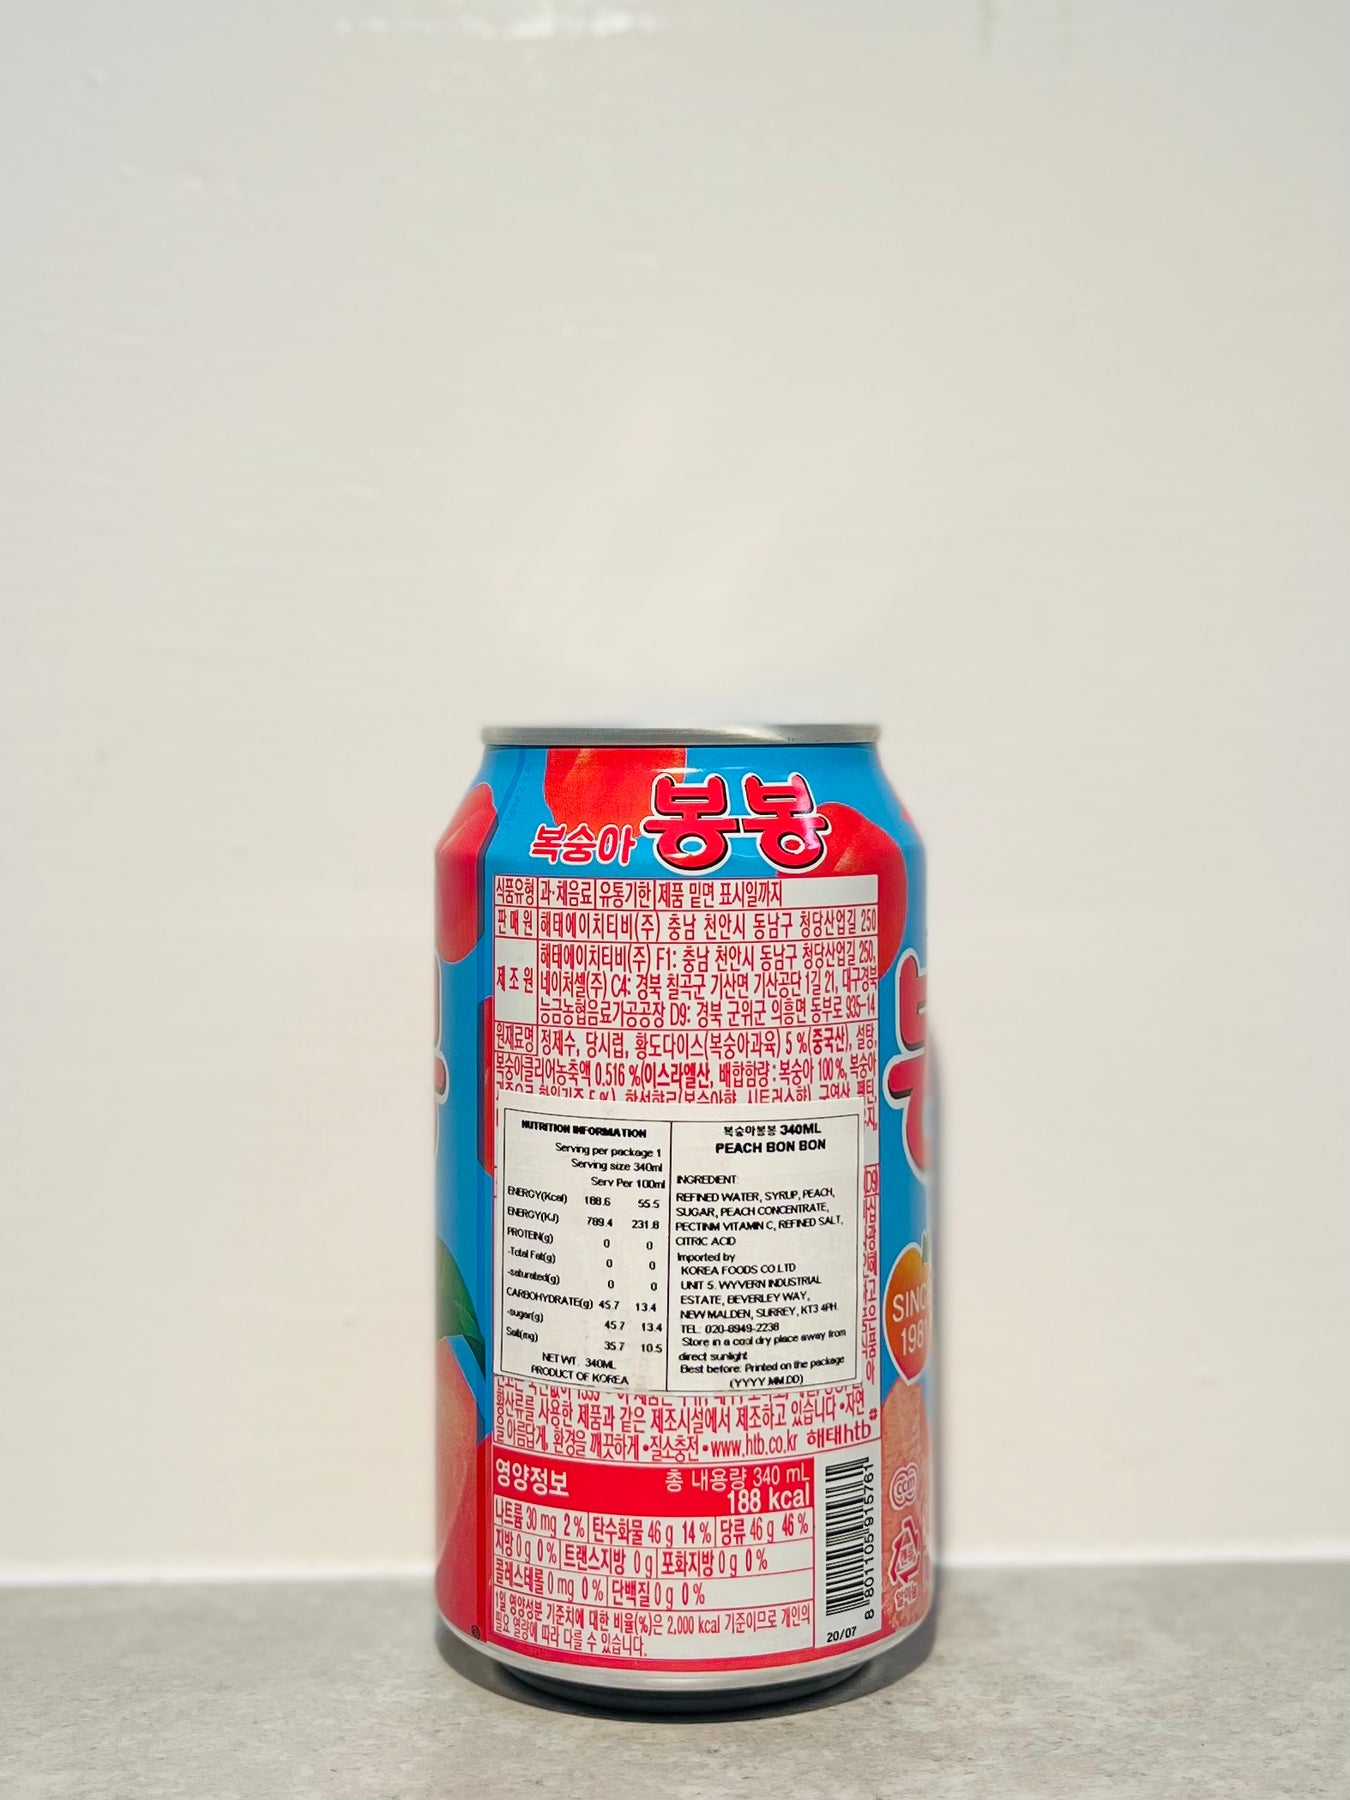 복숭아 봉봉
식품유형 과·채음료 유통기한 제품 밑면 표시일까지
판매원 해태에이치티비(주) 충남 천안시 동남구 청당산업길 250
제조원 해태에이치티비(주) F1: 충남 천안시 동남구 청당산업길 250,
네이처셀(주) C4: 경북 칠곡군 기산면 기산공단 1길 21, 대구경북
능금농협음료가공공장 D9: 경북 군위군 의흥면 동부로 935-14
원재료명 정제수, 당시럽, 황도다이스(복숭아과육) 5 %(중국산), 설탕,
복숭아클리어농축액 0.516 %(이스라엘산, 배합함량: 복숭아 100%, 복숭아
NUTRITION INFORMATION
Serving per package 1
Serving size 340ml
Serv Per 100ml
ENERGY(Kcal) 188.6 55.5
ENERGY(KJ) 789.4 231.8
PROTEIN(g) 0 0
-Total Fat(g) 0 0
-saturated(g) 0 0
CARBOHYDRATE(g) 45.7 13.4
-sugar(g) 45.7 13.4
Salt(mg) 35.7 10.5
NET WT. 340ML
PRODUCT OF KOREA
복숭아봉봉 340ML
PEACH BON BON
INGREDIENT:
REFINED WATER, SYRUP, PEACH,
SUGAR, PEACH CONCENTRATE,
PECTINM VITAMIN C, REFINED SALT,
CITRIC ACID
Imported by
KOREA FOODS CO LTD
UNIT 5. WYVERN INDUSTRIAL
ESTATE, BEVERLEY WAY,
NEW MALDEN, SURREY, KT3 4PH.
TEL: 020-8949-2238
Store in a cool dry place away from
direct sunlight
Best before: Printed on the package
(YYYY.MM.DD)
황산류를 사용한 제품과 같은 제조시설에서 제조하고 있습니다 •자연
을 아름답게, 환경을 깨끗하게 •질소충전 •www.htb.co.kr 해태htb
영양정보 총 내용량 340 mL
188 kcal
나트륨 30 mg 2 % 탄수화물 46 g 14 % 당류 46 g 46 %
지방 0 g 0 % 트랜스지방 0 g 포화지방 0 g 0 %
콜레스테롤 0 mg 0 % 단백질 0 g 0 %
1일 영양성분 기준치에 대한 비율(%)은 2,000 kcal 기준이므로 개인의
필요 열량에 따라 다를 수 있습니다.
8 801105 915761
20/07
캔류
알미늄